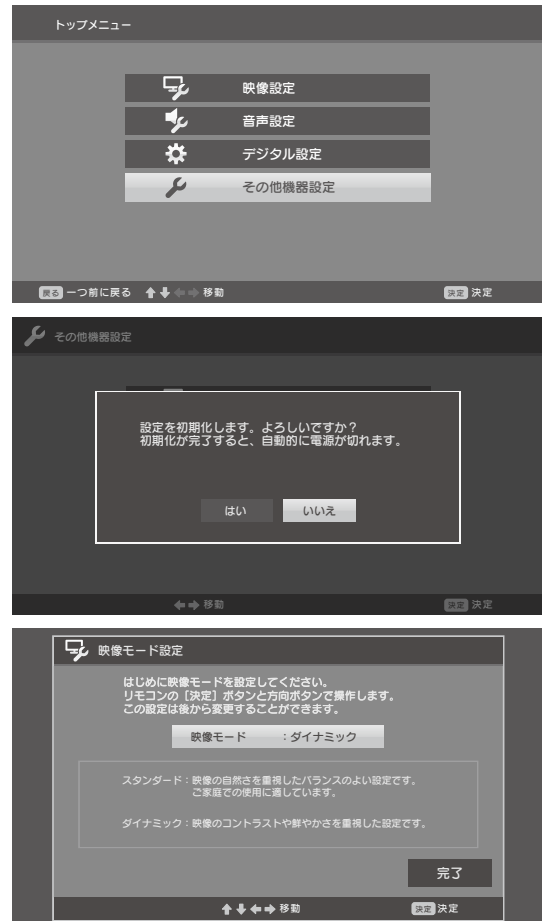 トップメニュー
映像設定
音声設定
デジタル設定
その他機器設定
戻る 一つ前に戻る 移動 決定 決定
その他機器設定
設定を初期化します。よろしいですか？
初期化が完了すると、自動的に電源が切れます。
はい いいえ
移動 決定 決定
映像モード設定
はじめに映像モードを設定してください。
リモコンの［決定］ボタンと方向ボタンで操作します。
この設定は後から変更することができます。
映像モード ：ダイナミック
スタンダード：映像の自然さを重視したバランスのよい設定です。
ご家庭での使用に適しています。
ダイナミック：映像のコントラストや鮮やかさを重視した設定です。
完了
移動 決定 決定